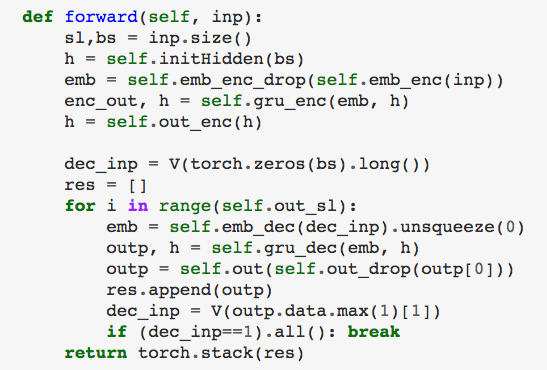 def forward(self, inp):
    sl,bs = inp.size()
    h = self.initHidden(bs)
    emb = self.emb_enc_drop(self.emb_enc(inp))
    enc_out, h = self.gru_enc(emb, h)
    h = self.out_enc(h)

    dec_inp = V(torch.zeros(bs).long())
    res = []
    for i in range(self.out_sl):
        emb = self.emb_dec(dec_inp).unsqueeze(0)
        outp, h = self.gru_dec(emb, h)
        outp = self.out(self.out_drop(outp[0]))
        res.append(outp)
        dec_inp = V(outp.data.max(1)[1])
        if (dec_inp==1).all(): break
    return torch.stack(res)